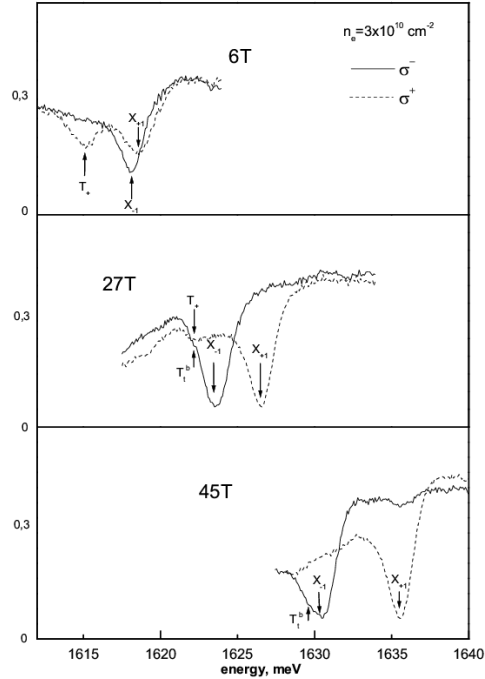 n_e=3x10^10 cm^-2
6T
σ^-
σ^+
0,3
X_+1
T_+
X_-1
0
27T
T_+
0,3
X_-1
X_+1
T_t^b
0
45T
0,3
X_-1
X_+1
T_t^b
0
1615 1620 1625 1630 1635 1640
energy, meV